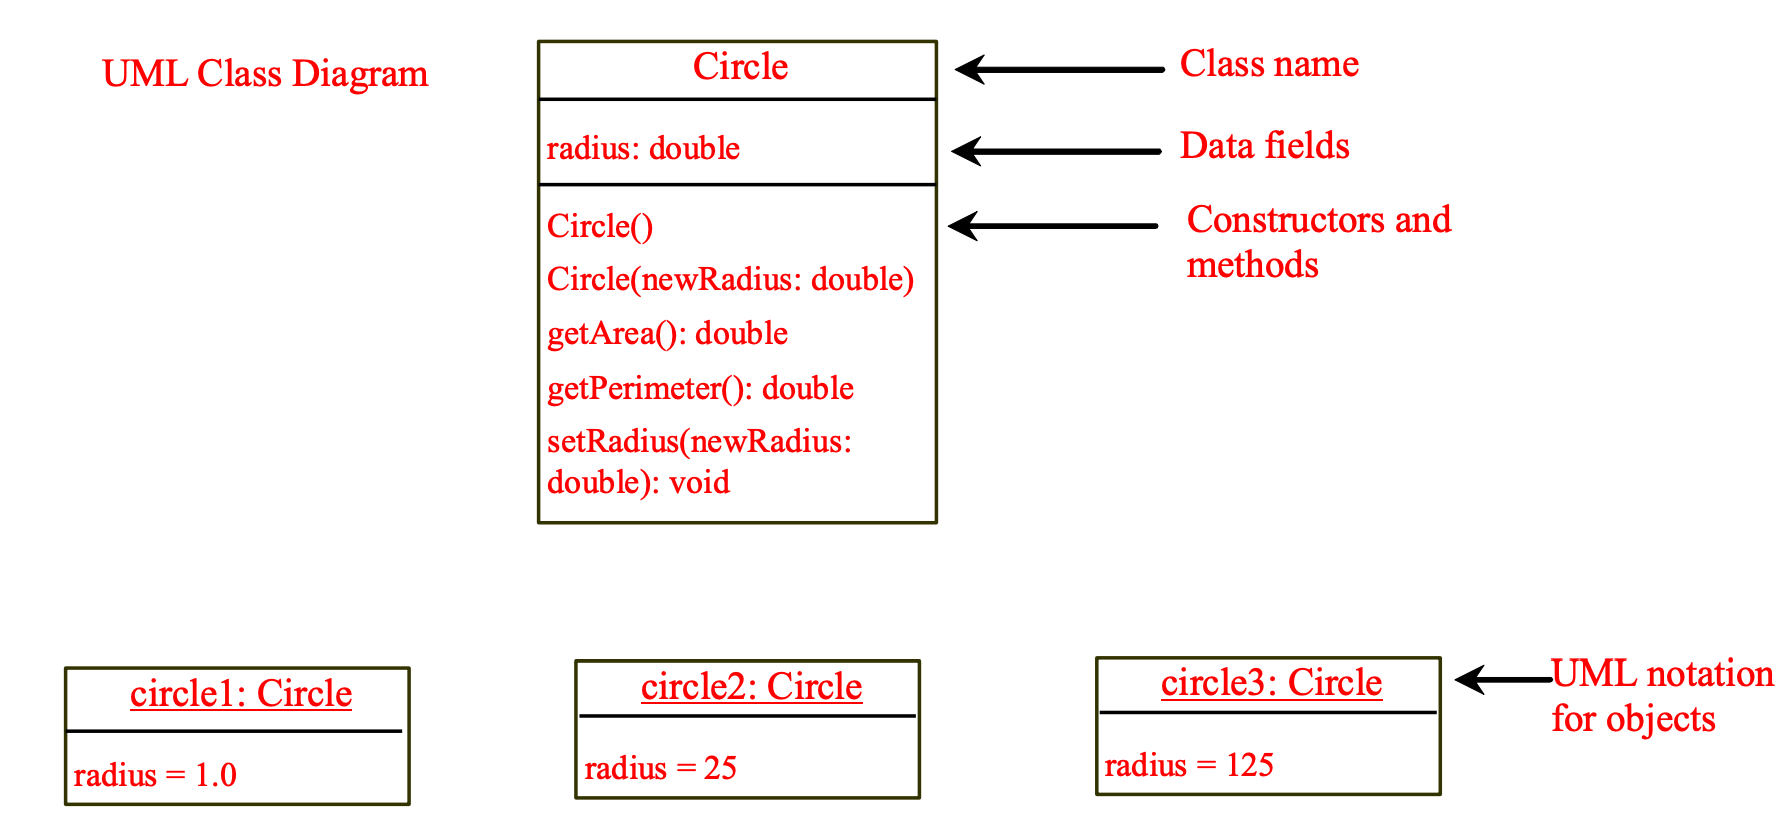 UML Class Diagram
Circle
Class name
radius: double
Data fields
Circle()
Circle(newRadius: double)
getArea(): double
getPerimeter(): double
setRadius(newRadius:
double): void
Constructors and
methods
circle1: Circle
radius = 1.0
circle2: Circle
radius = 25
circle3: Circle
radius = 125
UML notation
for objects